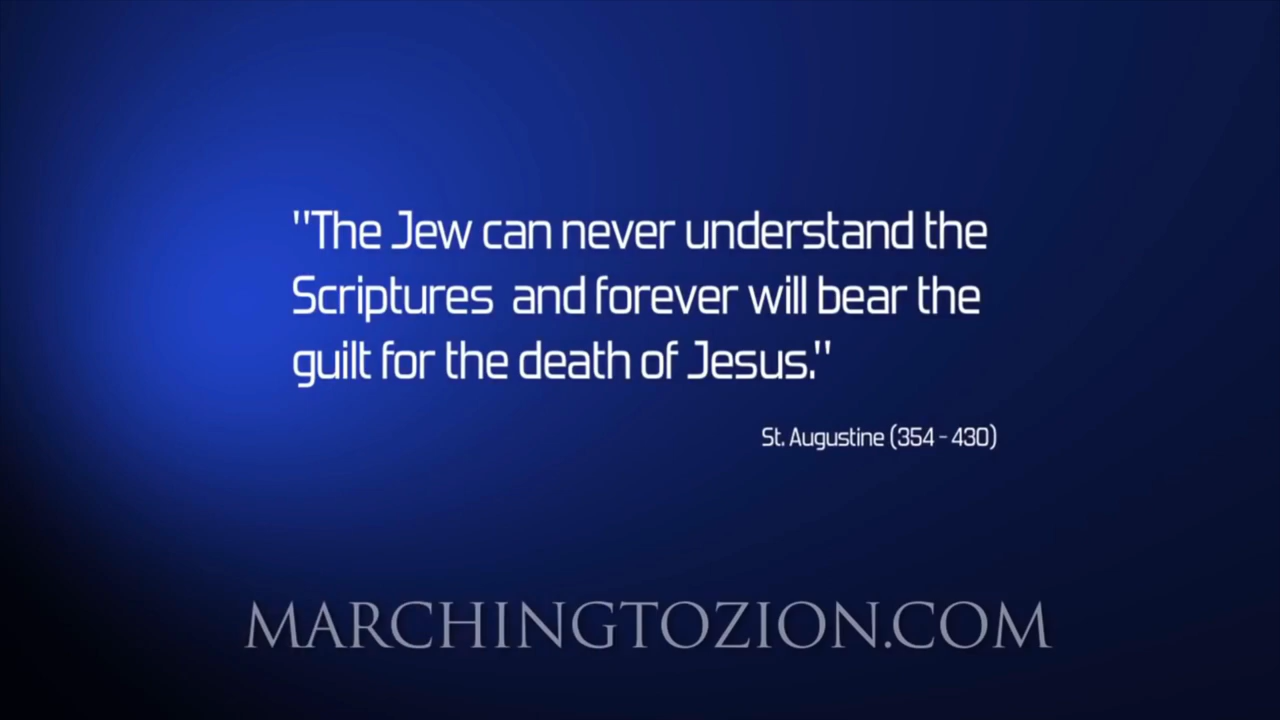 "The Jew can never understand the
Scriptures and forever will bear the
guilt for the death of Jesus."
St. Augustine (354 - 430)
MARCHINGTOZION.COM